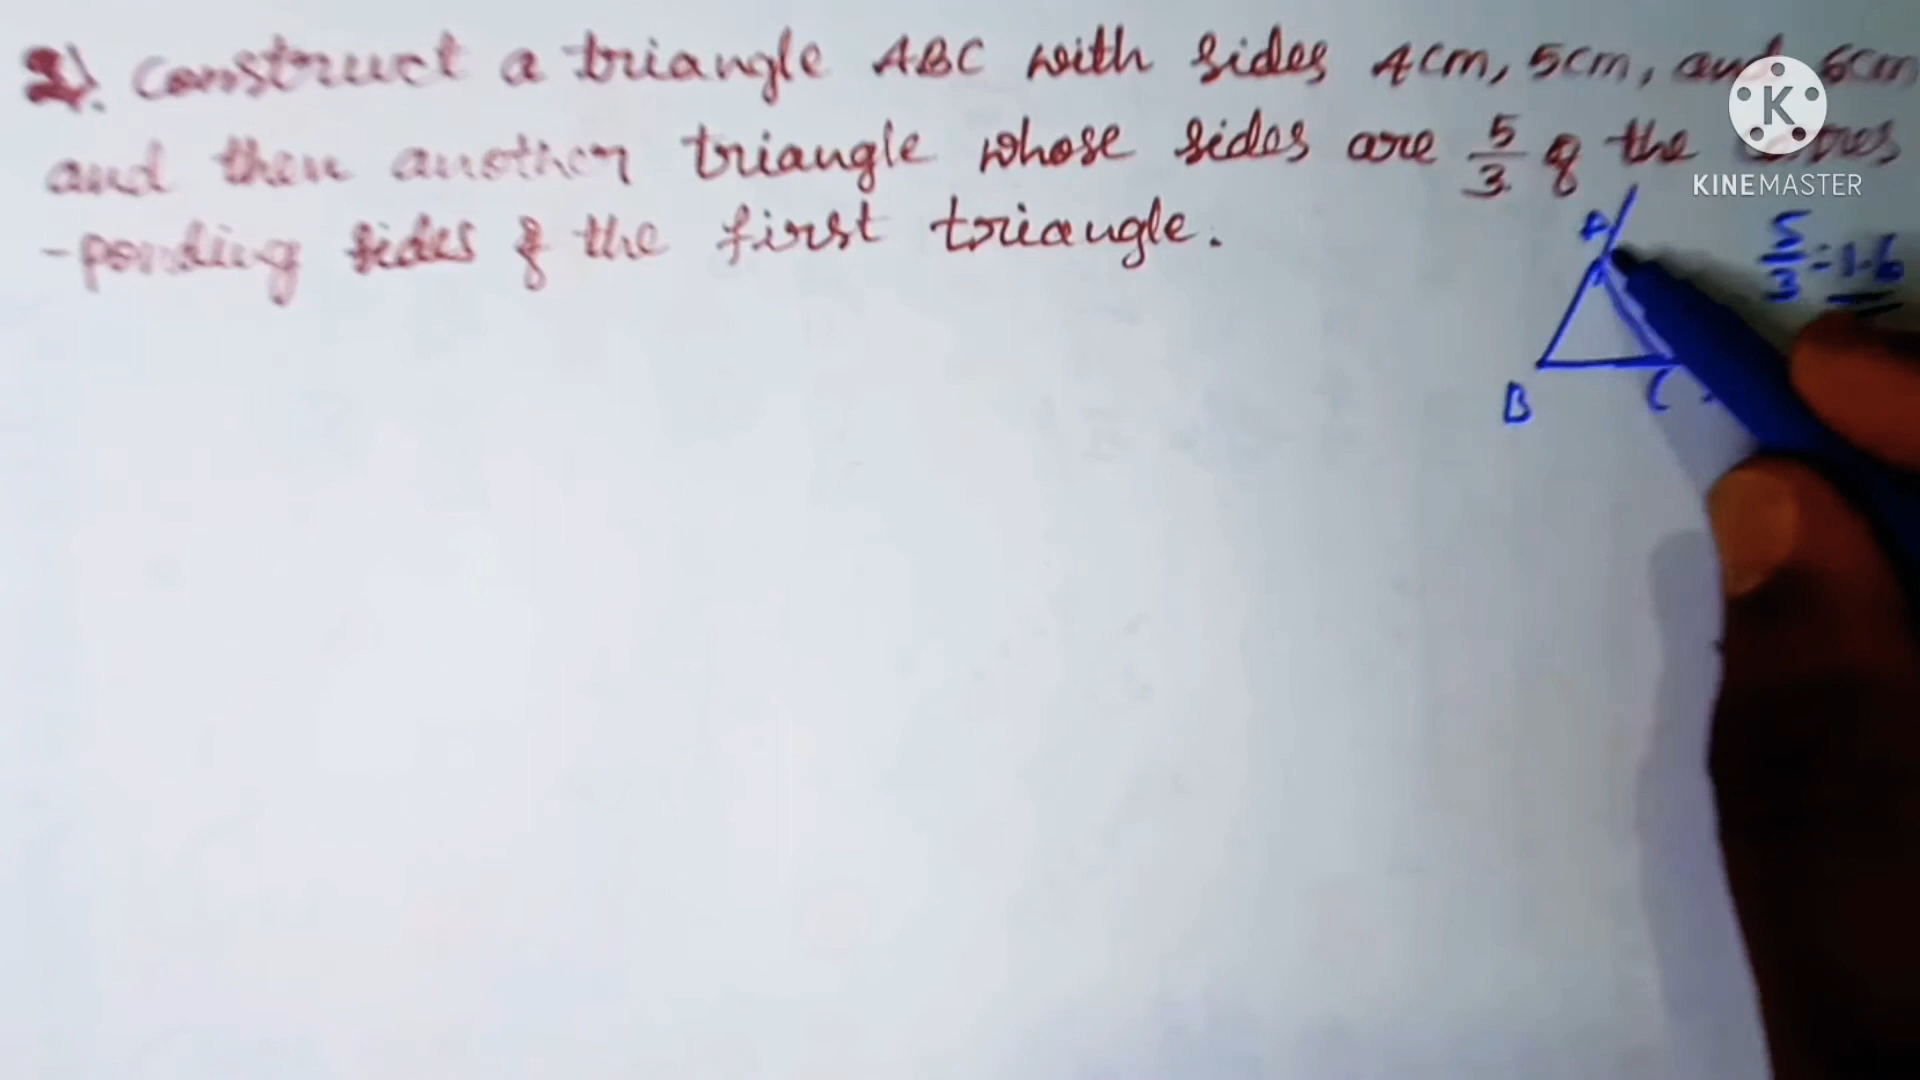 2). Construct a triangle ABC with sides 4cm, 5cm, and 6cm
and then another triangle whose sides are 5/3 of the corres
-ponding sides of the first triangle.
KINEMASTER
A
5/3 = 1.6
B C